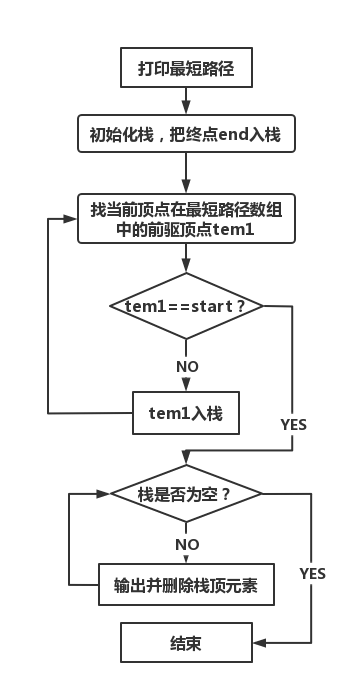 打印最短路径
初始化栈，把终点end入栈
找当前顶点在最短路径数组
中的前驱顶点tem1
tem1==start？
NO
tem1入栈
YES
栈是否为空？
NO
YES
输出并删除栈顶元素
结束